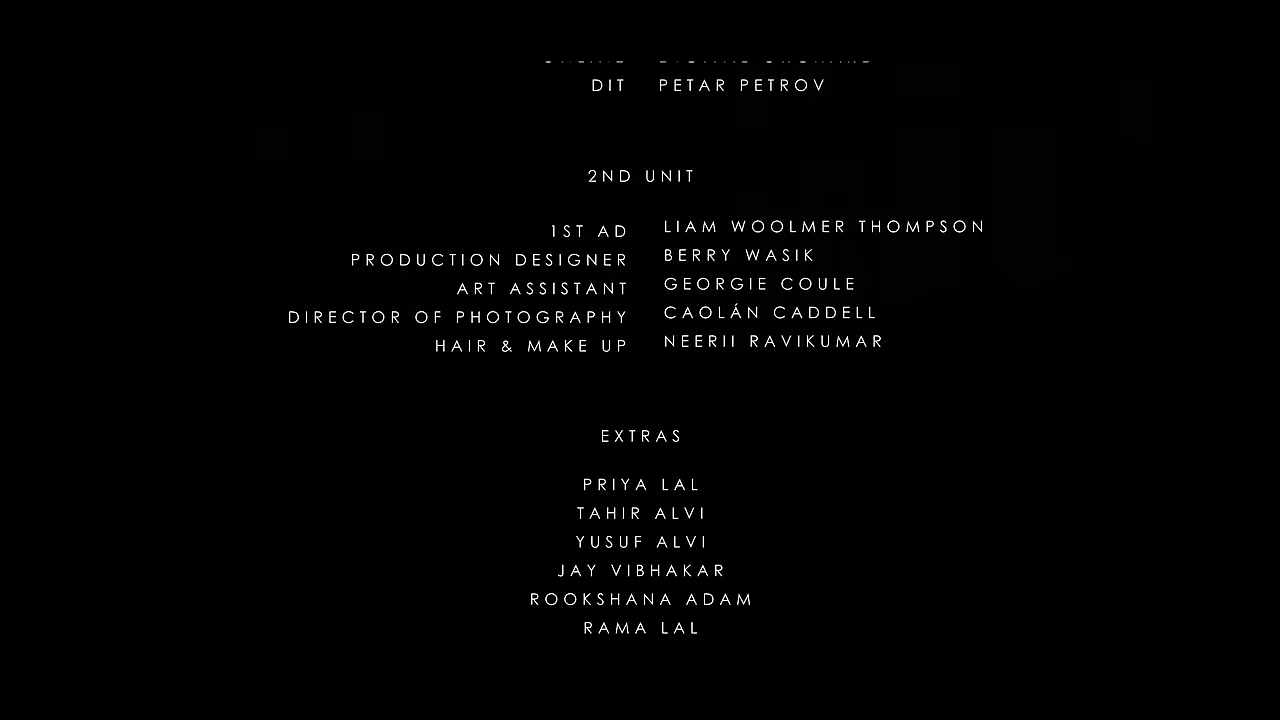 DIT PETAR PETROV
2ND UNIT
1ST AD LIAM WOOLMER THOMPSON
PRODUCTION DESIGNER BERRY WASIK
ART ASSISTANT GEORGIE COULE
DIRECTOR OF PHOTOGRAPHY CAOLÁN CADDELL
HAIR & MAKE UP NEERII RAVIKUMAR
EXTRAS
PRIYA LAL
TAHIR ALVI
YUSUF ALVI
JAY VIBHAKAR
ROOKSHANA ADAM
RAMA LAL